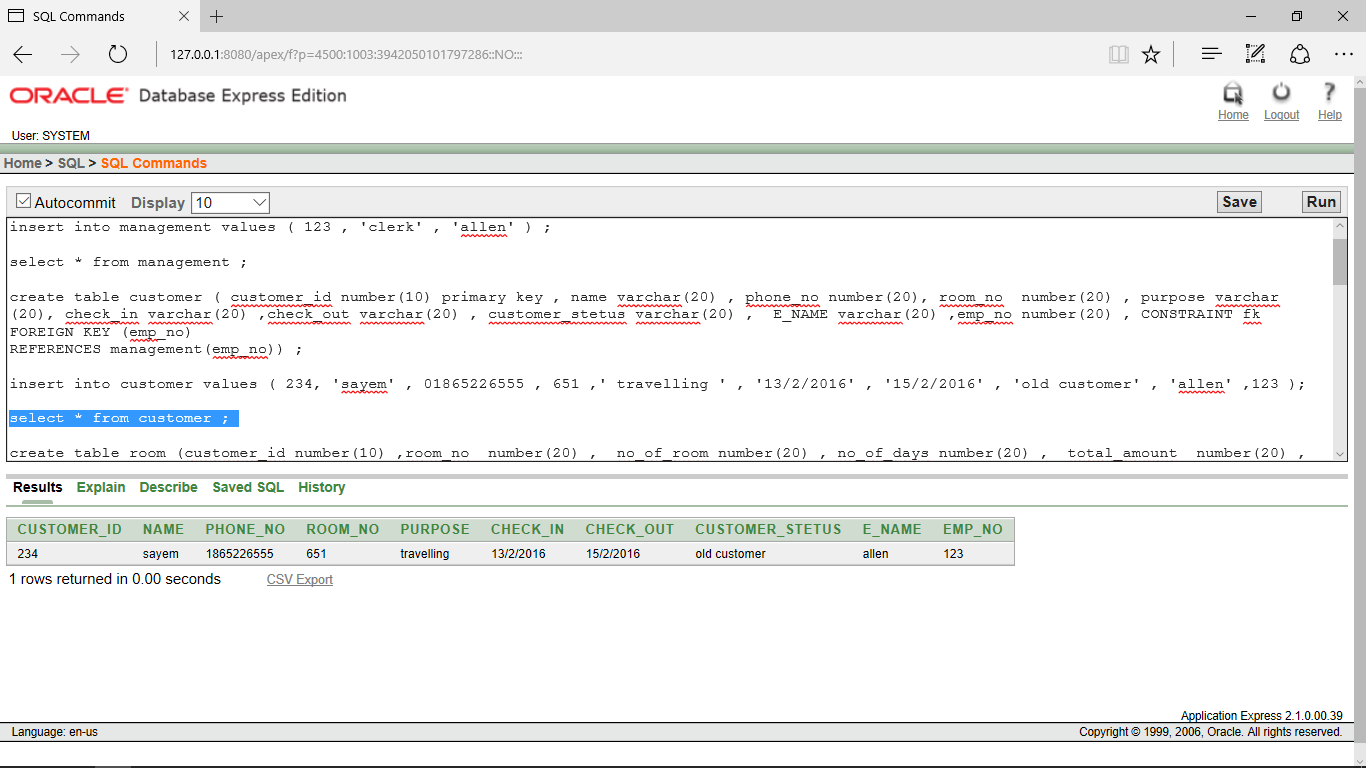 SQL Commands
127.0.0.1:8080/apex/f?p=4500:1003:3942050101797286::NO:::
ORACLE Database Express Edition
Home Logout Help
User: SYSTEM
Home > SQL > SQL Commands
Autocommit Display 10 Save Run
insert into management values ( 123 , 'clerk' , 'allen' ) ;
select * from management ;
create table customer ( customer_id number(10) primary key , name varchar(20) , phone_no number(20), room_no number(20) , purpose varchar
(20), check_in varchar(20) ,check_out varchar(20) , customer_stetus varchar(20) , E_NAME varchar(20) ,emp_no number(20) , CONSTRAINT fk
FOREIGN KEY (emp_no)
REFERENCES management(emp_no)) ;
insert into customer values ( 234, 'sayem' , 01865226555 , 651 ,' travelling ' , '13/2/2016' , '15/2/2016' , 'old customer' , 'allen' ,123 );
select * from customer ;
create table room (customer_id number(10) ,room_no number(20) , no_of_room number(20) , no_of_days number(20) , total_amount number(20) ,
Results Explain Describe Saved SQL History
CUSTOMER_ID NAME PHONE_NO ROOM_NO PURPOSE CHECK_IN CHECK_OUT CUSTOMER_STETUS E_NAME EMP_NO
234 sayem 1865226555 651 travelling 13/2/2016 15/2/2016 old customer allen 123
1 rows returned in 0.00 seconds CSV Export
Application Express 2.1.0.00.39
Language: en-us Copyright © 1999, 2006, Oracle. All rights reserved.